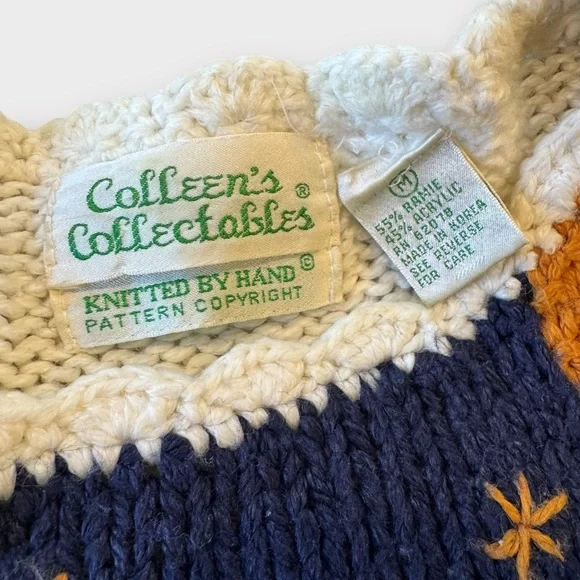 Colleen's
Collectables ®
KNITTED BY HAND ©
PATTERN COPYRIGHT
M
55% RAMIE
45% ACRYLIC
RN 62078
MADE IN KOREA
SEE REVERSE
FOR CARE